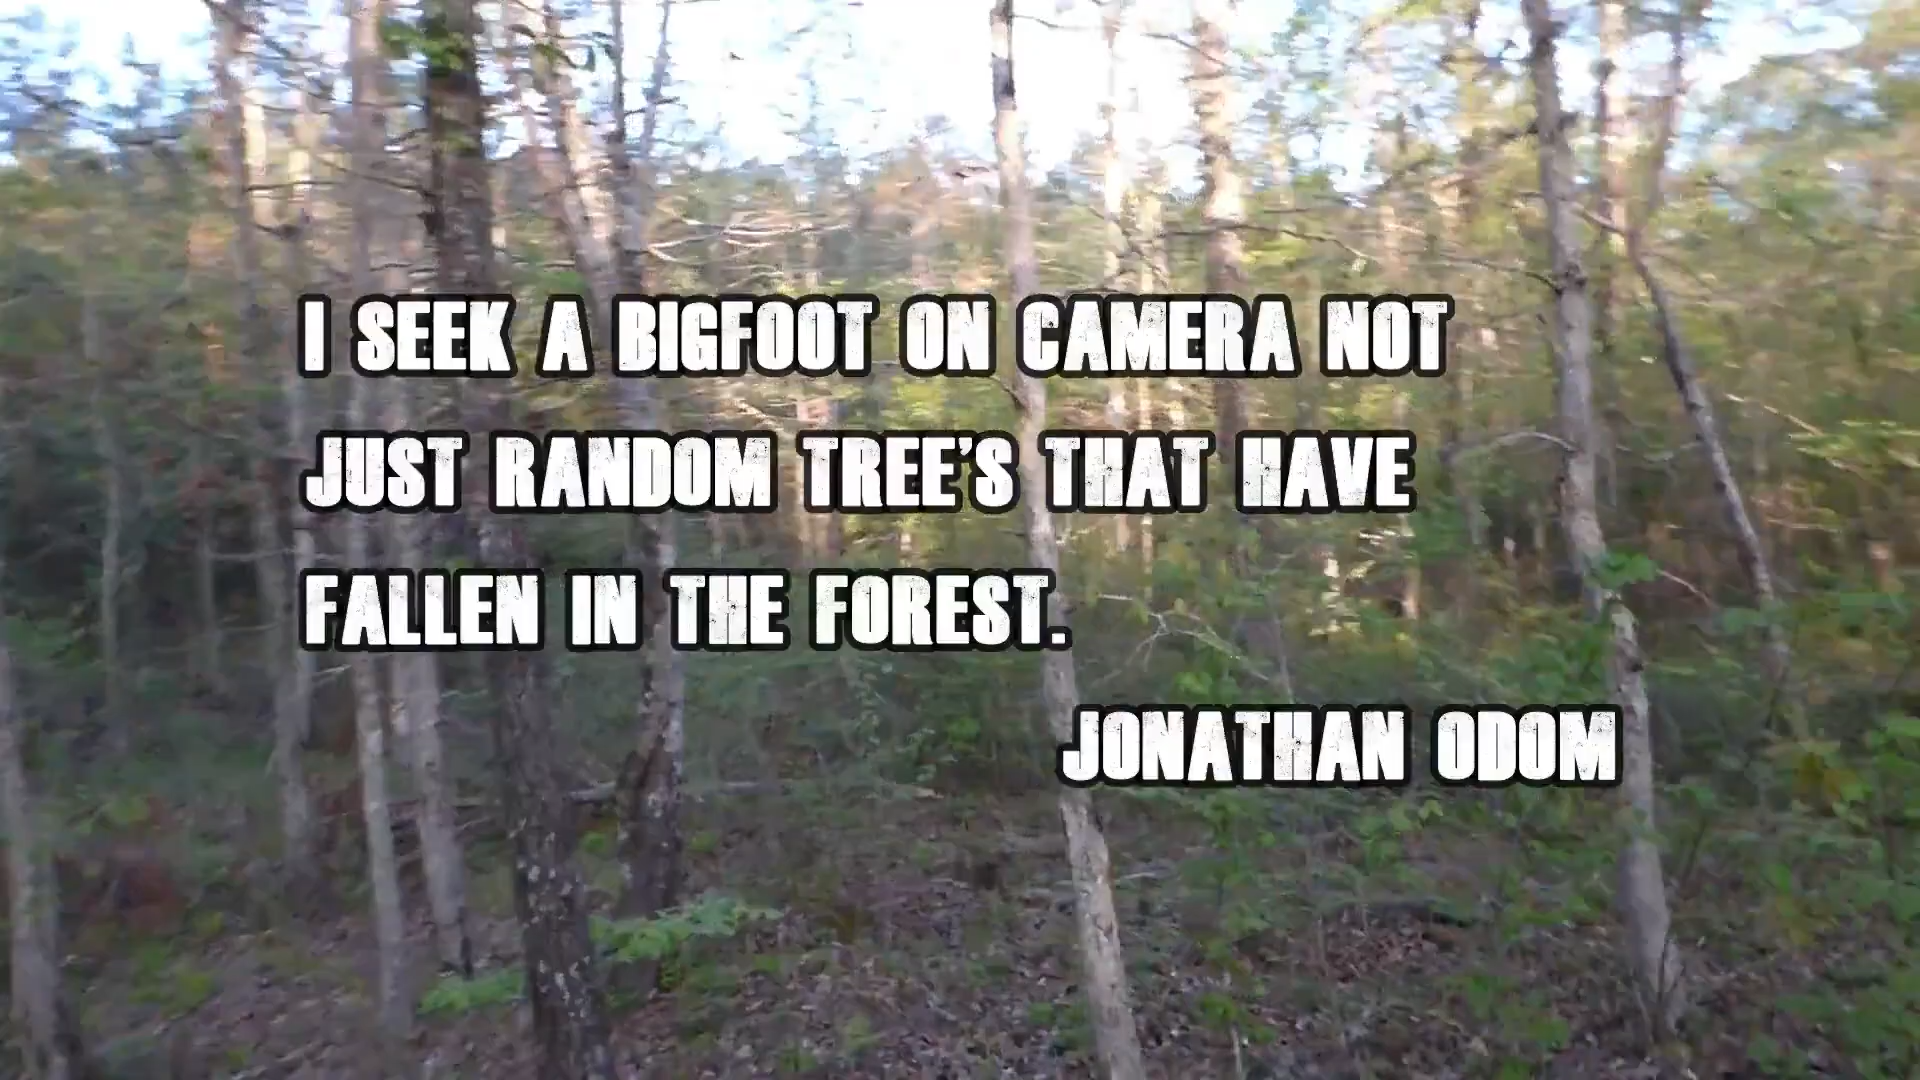 I SEEK A BIGFOOT ON CAMERA NOT
JUST RANDOM TREE'S THAT HAVE
FALLEN IN THE FOREST.
JONATHAN ODOM